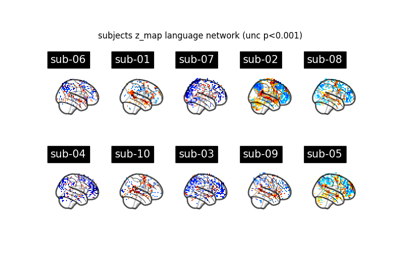 subjects z_map language network (unc p<0.001)
sub-06 sub-01 sub-07 sub-02 sub-08
sub-04 sub-10 sub-03 sub-09 sub-05